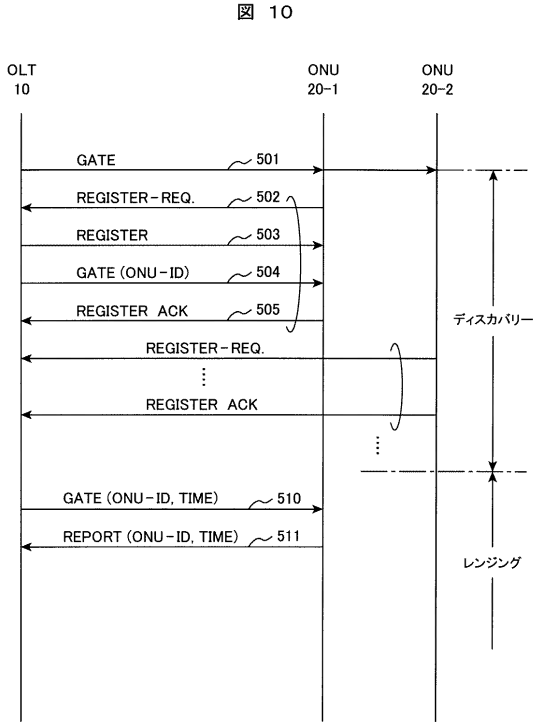 図 10
OLT
10
ONU
20-1
ONU
20-2
GATE 501
REGISTER-REQ. 502
REGISTER 503
GATE (ONU-ID) 504
REGISTER ACK 505
ディスカバリー
REGISTER-REQ.
REGISTER ACK
GATE (ONU-ID, TIME) 510
REPORT (ONU-ID, TIME) 511
レンジング